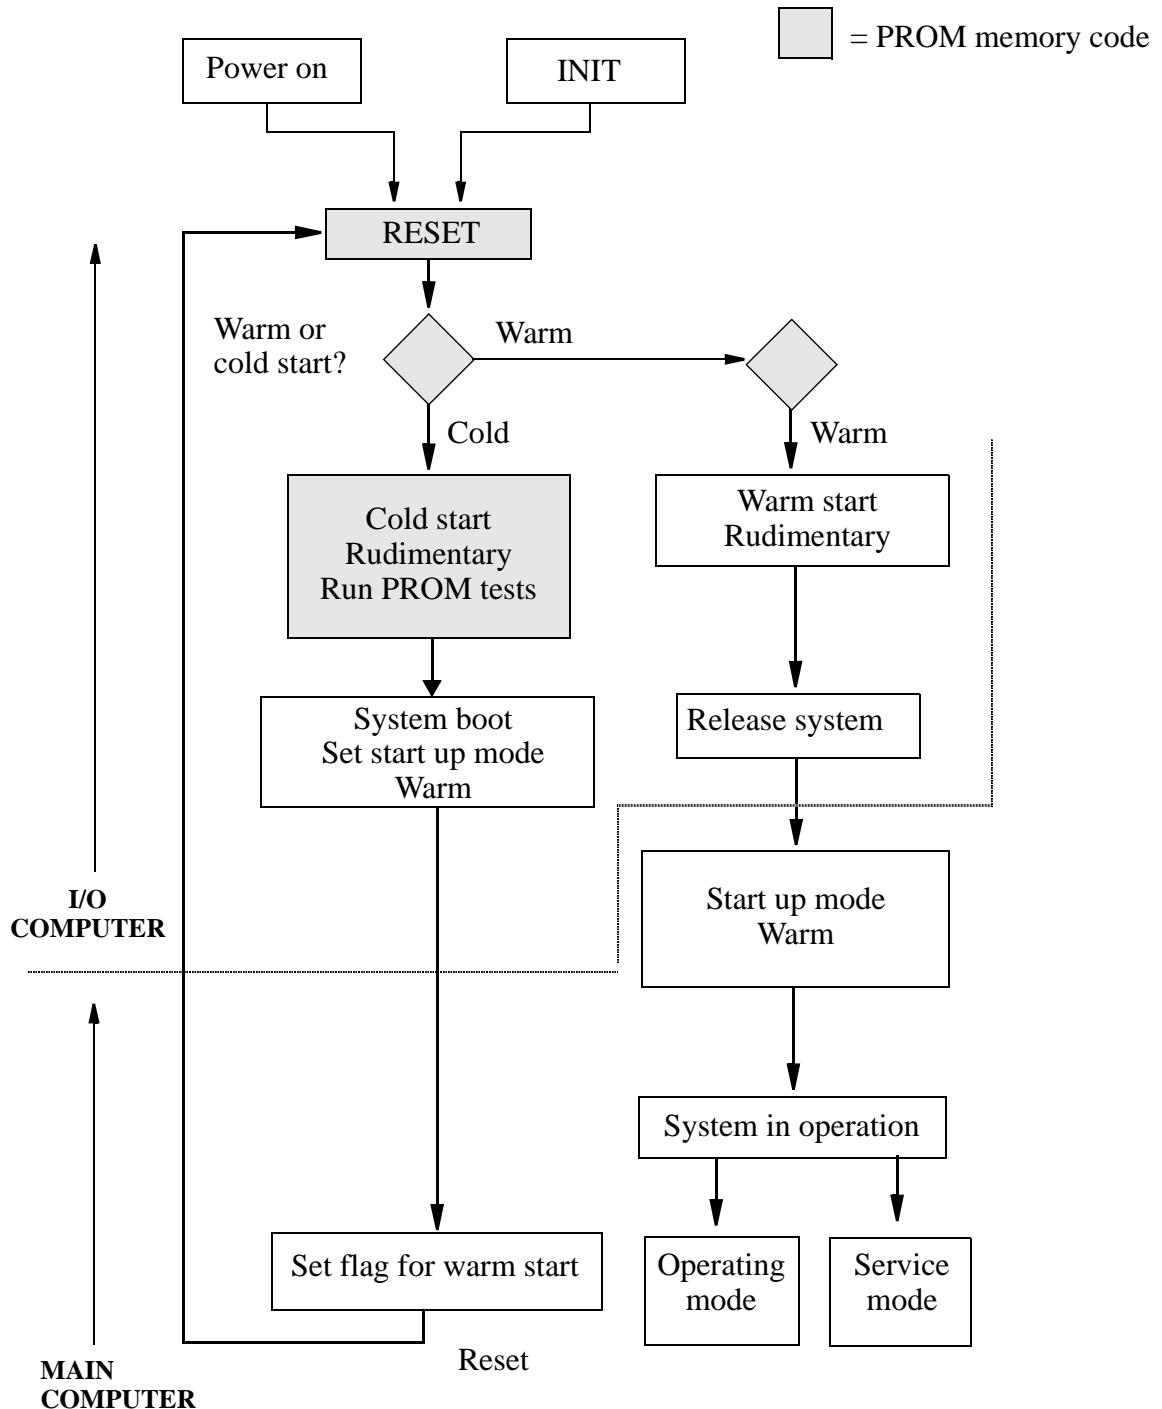 = PROM memory code
Power on
INIT
RESET
Warm or
cold start?
Warm
Cold
Warm
Cold start
Rudimentary
Run PROM tests
Warm start
Rudimentary
System boot
Set start up mode
Warm
Release system
I/O
COMPUTER
Start up mode
Warm
System in operation
Set flag for warm start
Operating
mode
Service
mode
Reset
MAIN
COMPUTER